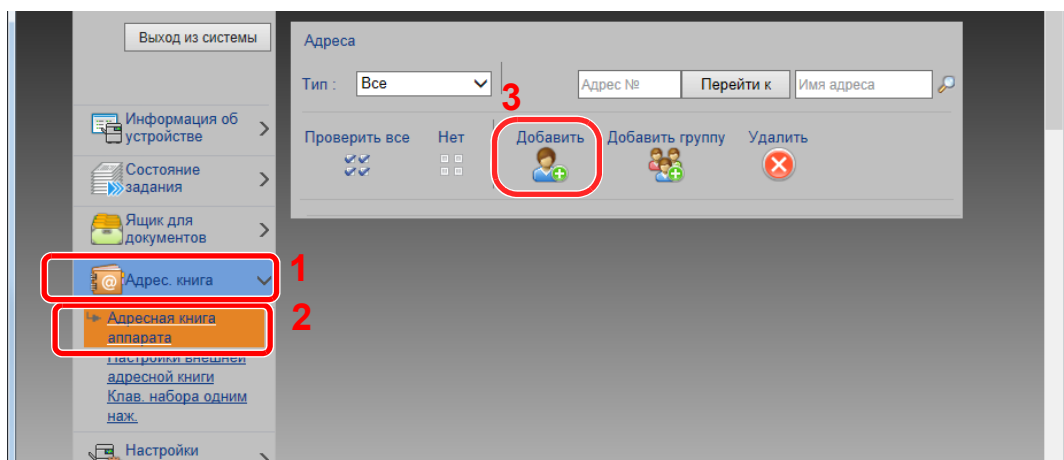 Выход из системы
Информация об
устройстве
Состояние
задания
Ящик для
документов
Адрес. книга
1
Адресная книга
аппарата
2
Настройки внешней
адресной книги
Клав. набора одним
наж.
Настройки
Адреса
Тип :
Все
3
Адрес №
Перейти к
Имя адреса
Проверить все
Нет
Добавить
Добавить группу
Удалить